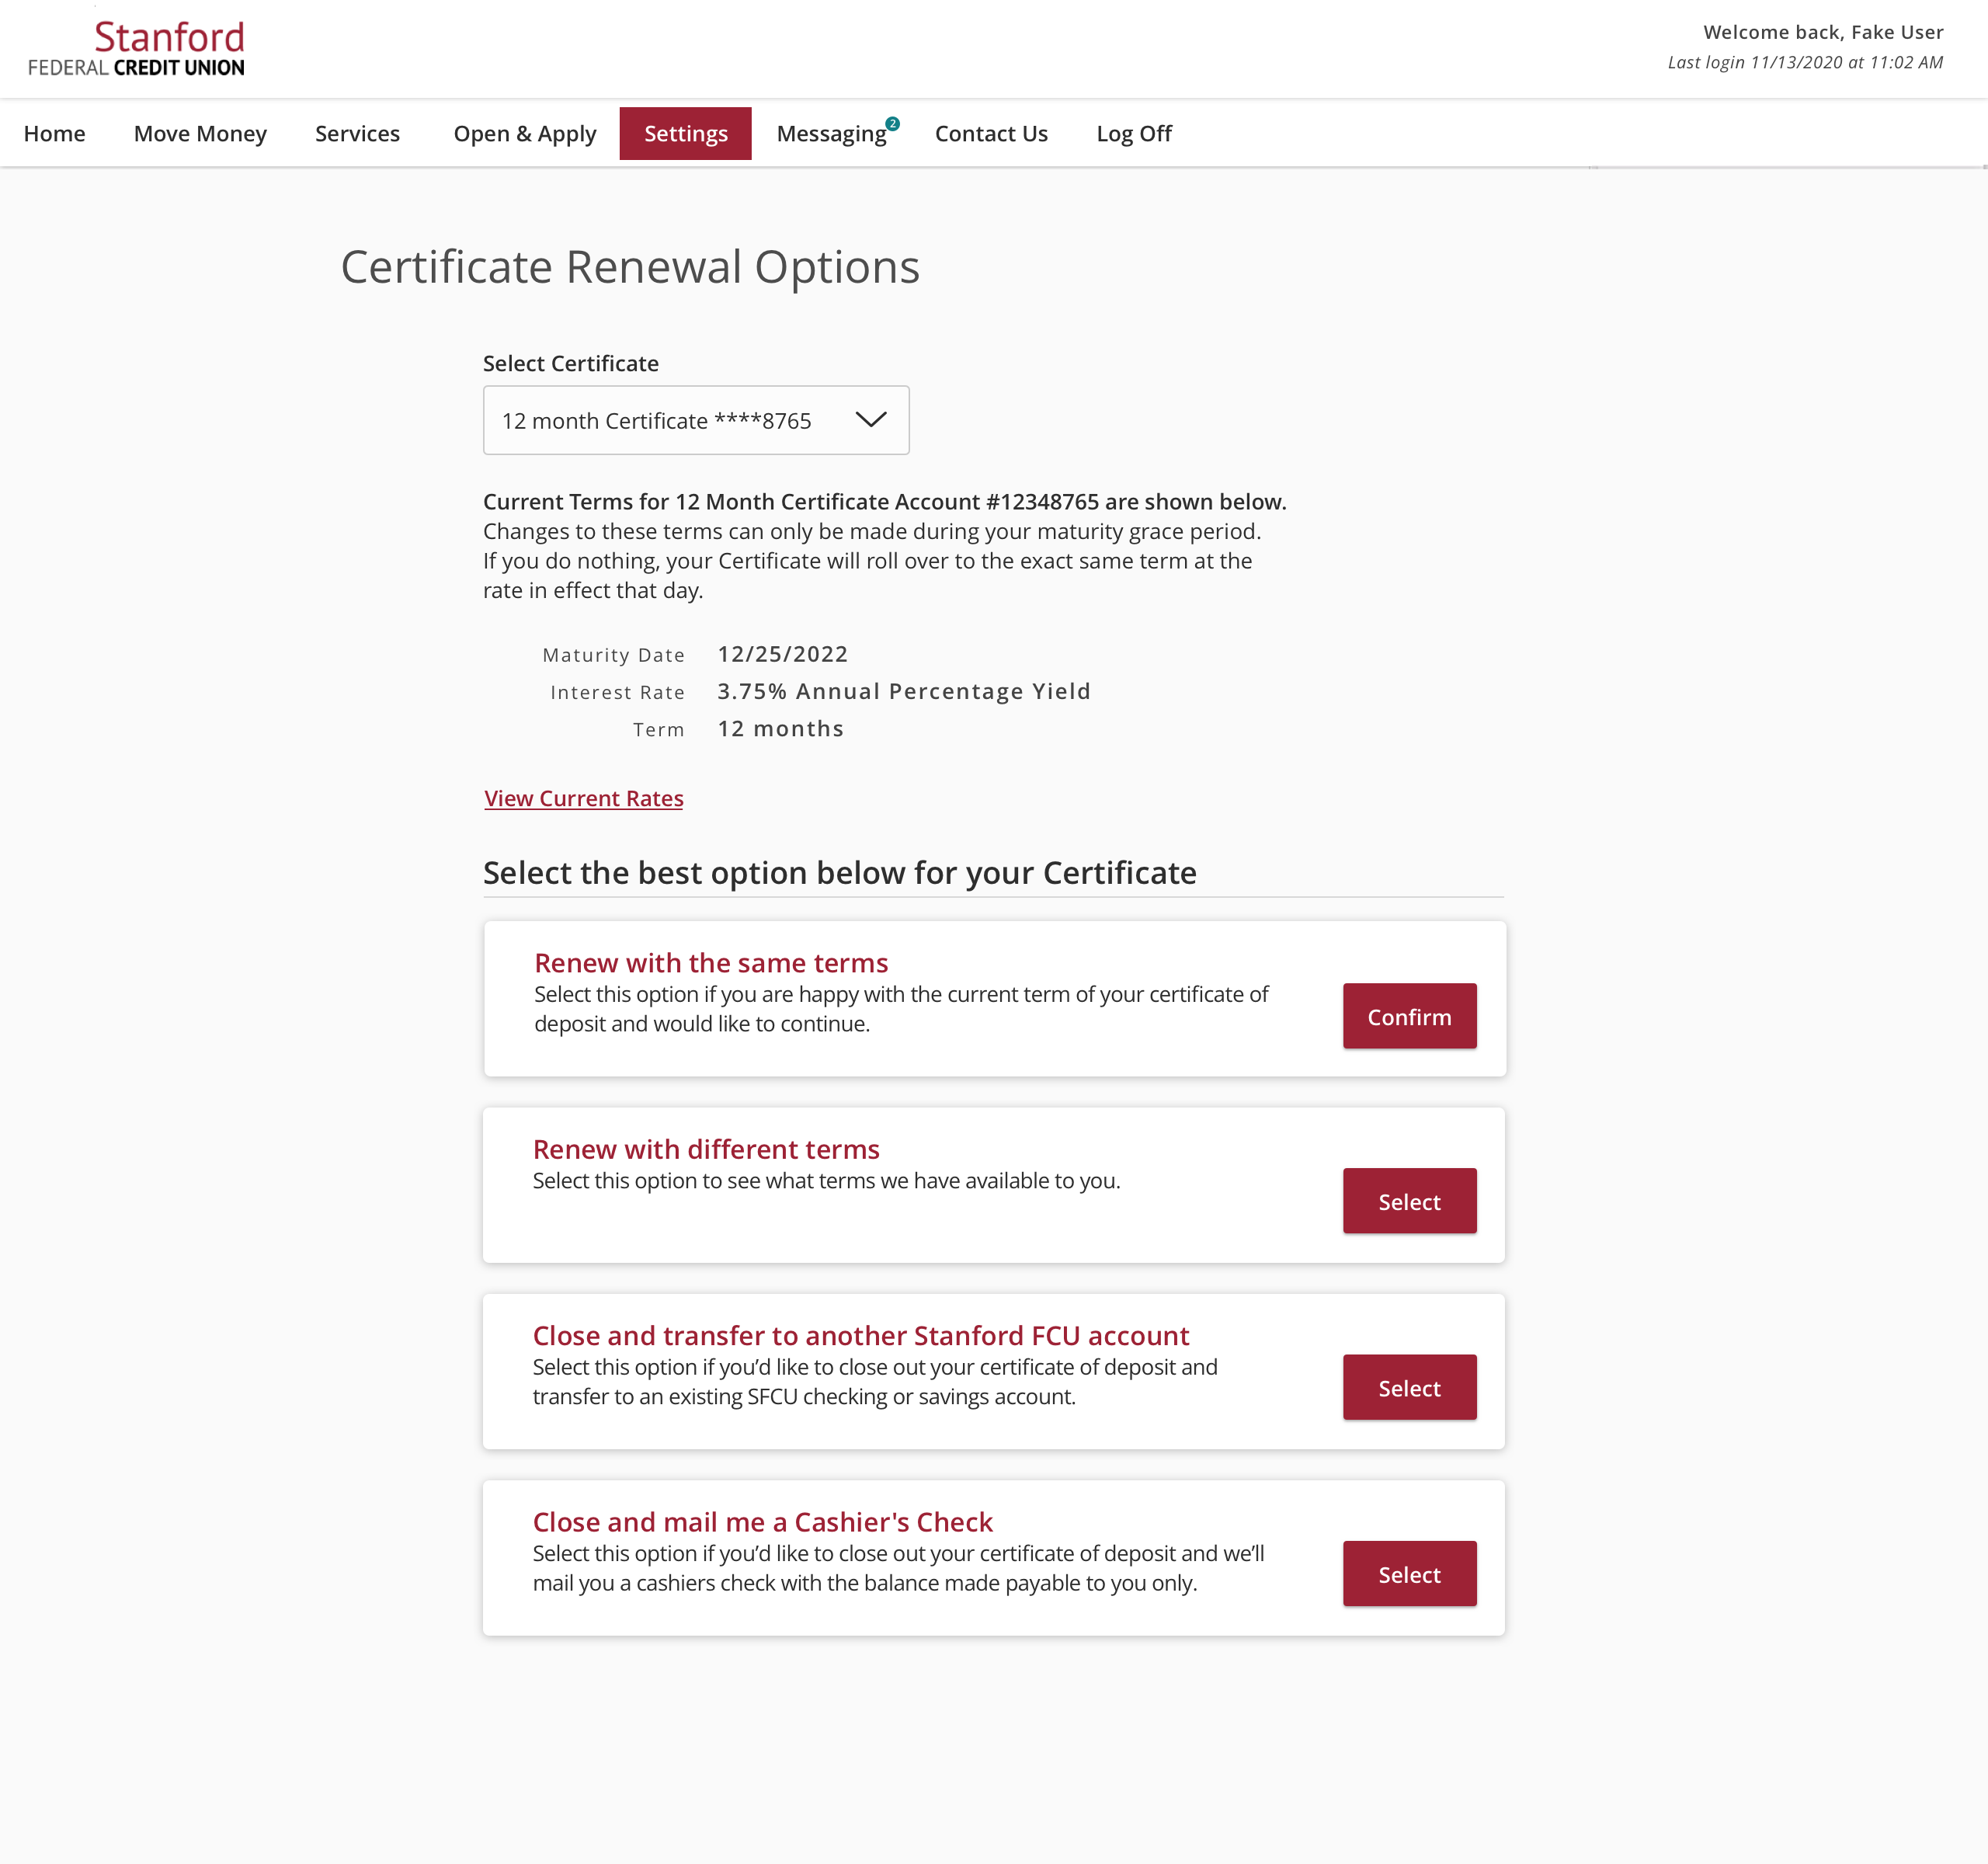 Stanford
FEDERAL CREDIT UNION
Welcome back, Fake User
Last login 11/13/2020 at 11:02 AM
Home Move Money Services Open & Apply Settings Messaging 2 Contact Us Log Off
Certificate Renewal Options
Select Certificate
12 month Certificate ****8765
Current Terms for 12 Month Certificate Account #12348765 are shown below.
Changes to these terms can only be made during your maturity grace period.
If you do nothing, your Certificate will roll over to the exact same term at the
rate in effect that day.
Maturity Date 12/25/2022
Interest Rate 3.75% Annual Percentage Yield
Term 12 months
View Current Rates
Select the best option below for your Certificate
Renew with the same terms
Select this option if you are happy with the current term of your certificate of
deposit and would like to continue.
Confirm
Renew with different terms
Select this option to see what terms we have available to you.
Select
Close and transfer to another Stanford FCU account
Select this option if you’d like to close out your certificate of deposit and
transfer to an existing SFCU checking or savings account.
Select
Close and mail me a Cashier's Check
Select this option if you’d like to close out your certificate of deposit and we’ll
mail you a cashiers check with the balance made payable to you only.
Select